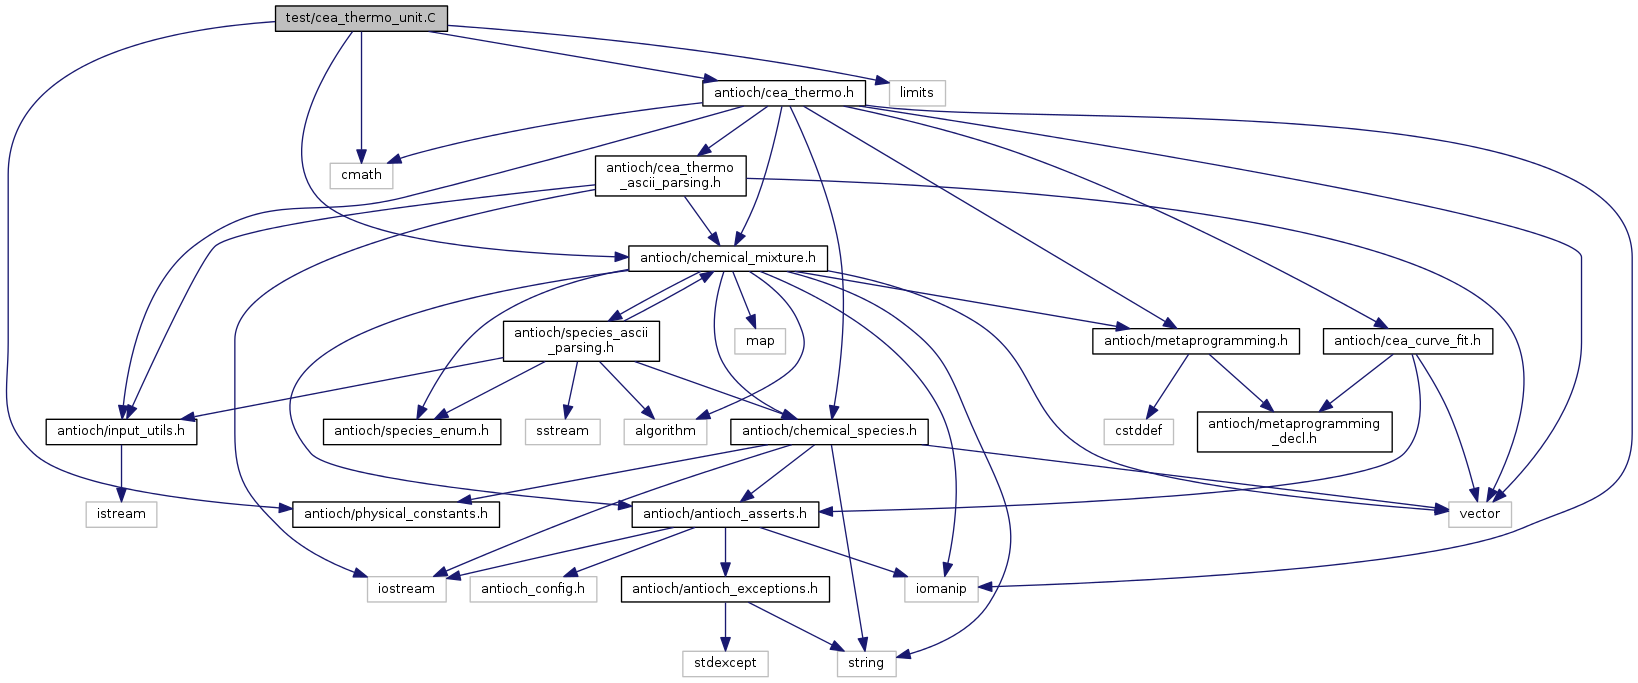 test/cea_thermo_unit.C
antioch/cea_thermo.h
limits
cmath
antioch/cea_thermo
_ascii_parsing.h
antioch/chemical_mixture.h
antioch/species_ascii
_parsing.h
map
antioch/metaprogramming.h
antioch/cea_curve_fit.h
antioch/input_utils.h
antioch/species_enum.h
sstream
algorithm
antioch/chemical_species.h
cstddef
antioch/metaprogramming
_decl.h
istream
antioch/physical_constants.h
antioch/antioch_asserts.h
vector
iostream
antioch_config.h
antioch/antioch_exceptions.h
iomanip
stdexcept
string